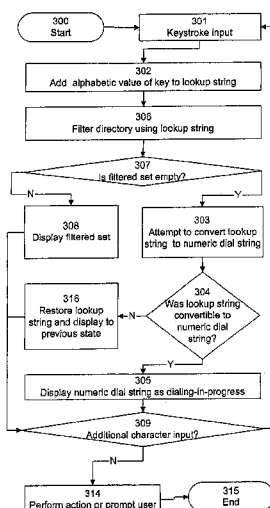 300
Start
301
Keystroke input
302
Add alphabetic value of key to lookup string
306
Filter directory using lookup string
307
Is filtered set empty?
N
Y
308
Display filtered set
303
Attempt to convert lookup
string to numeric dial string
304
Was lookup string
convertible to
numeric dial
string?
316
Restore lookup
string and display to
previous state
N
Y
305
Display numeric dial string as dialing-in-progress
309
Additional character input?
N
314
Perform action or prompt user
315
End